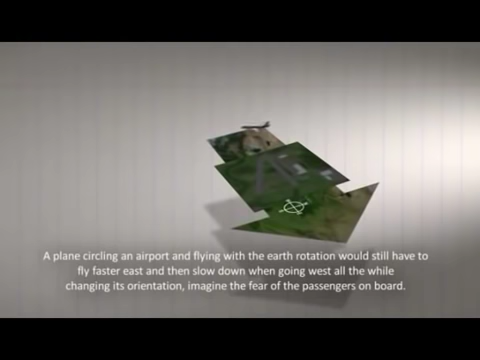 A plane circling an airport and flying with the earth rotation would still have to
fly faster east and then slow down when going west all the while
changing its orientation, imagine the fear of the passengers on board.